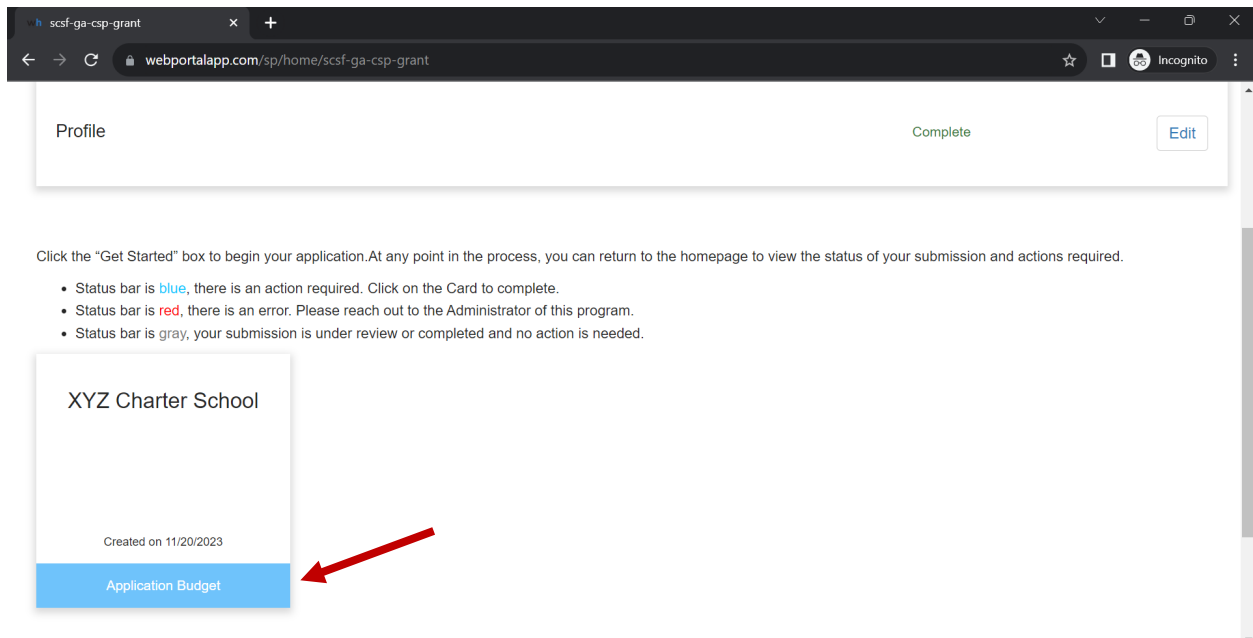 wh scsf-ga-csp-grant
webportalapp.com/sp/home/scsf-ga-csp-grant
Incognito
Profile
Complete
Edit
Click the “Get Started” box to begin your application.At any point in the process, you can return to the homepage to view the status of your submission and actions required.
• Status bar is blue, there is an action required. Click on the Card to complete.
• Status bar is red, there is an error. Please reach out to the Administrator of this program.
• Status bar is gray, your submission is under review or completed and no action is needed.
XYZ Charter School
Created on 11/20/2023
Application Budget